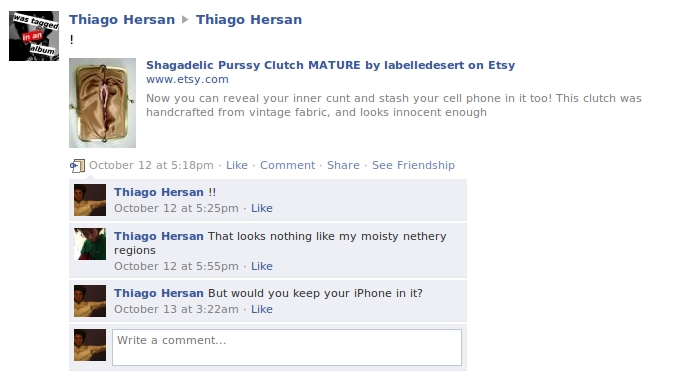 was tagged
in an
album
Thiago Hersan ▸ Thiago Hersan
!
Shagadelic Purssy Clutch MATURE by labelledesert on Etsy
www.etsy.com
Now you can reveal your inner cunt and stash your cell phone in it too! This clutch was
handcrafted from vintage fabric, and looks innocent enough
October 12 at 5:18pm · Like · Comment · Share · See Friendship
Thiago Hersan !!
October 12 at 5:25pm · Like
Thiago Hersan That looks nothing like my moisty nethery
regions
October 12 at 5:55pm · Like
Thiago Hersan But would you keep your iPhone in it?
October 13 at 3:22am · Like
Write a comment...